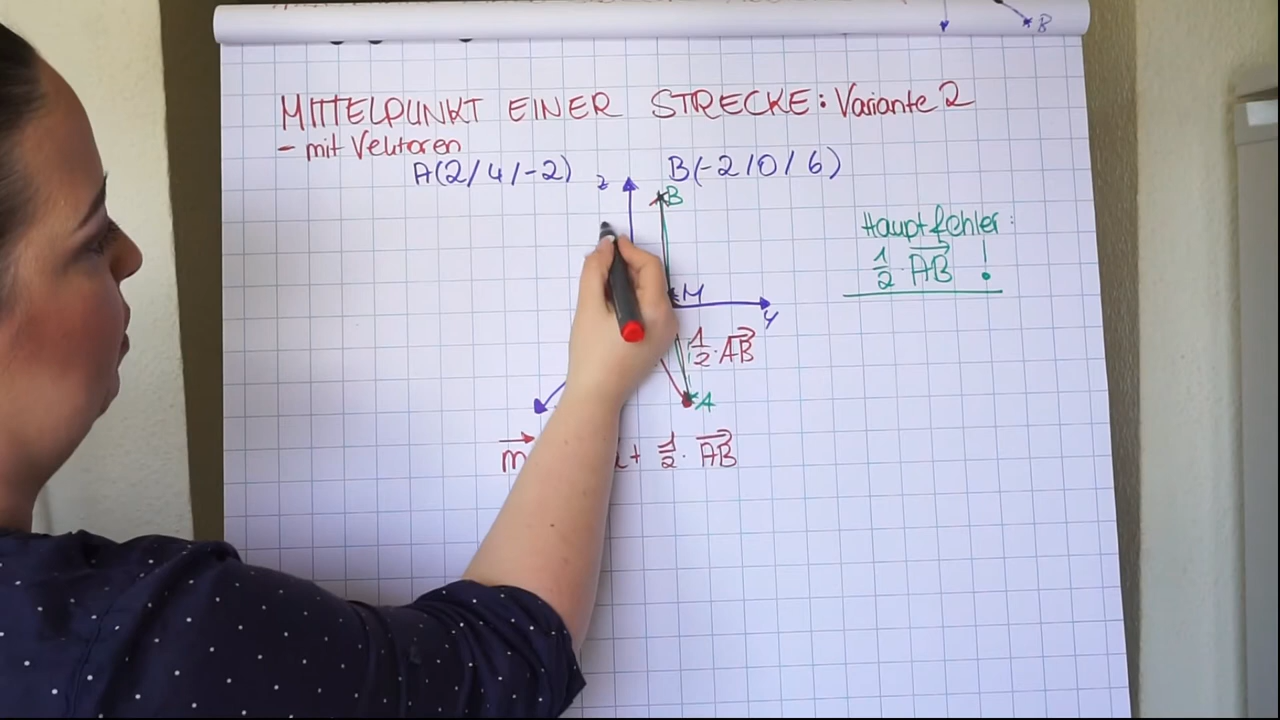 B
MITTELPUNKT EINER STRECKE: Variante 2
- mit Vektoren
A(2/4/-2) B(-2/0/6)
z
B
Hauptfehler:
1/2 · AB⃗ !
M
y
1/2 · AB⃗
A
m⃗ + 1/2 · AB⃗